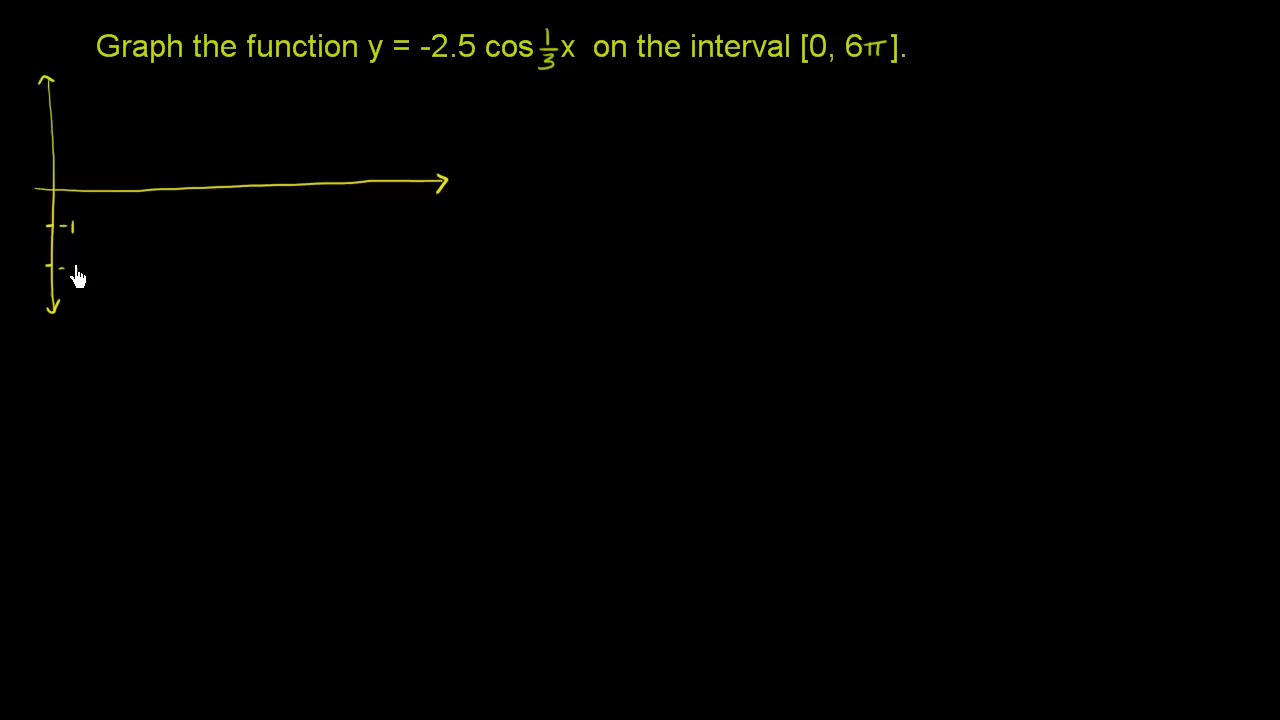 Graph the function y = -2.5 cos 1/3 x on the interval [0, 6π].
-1
-